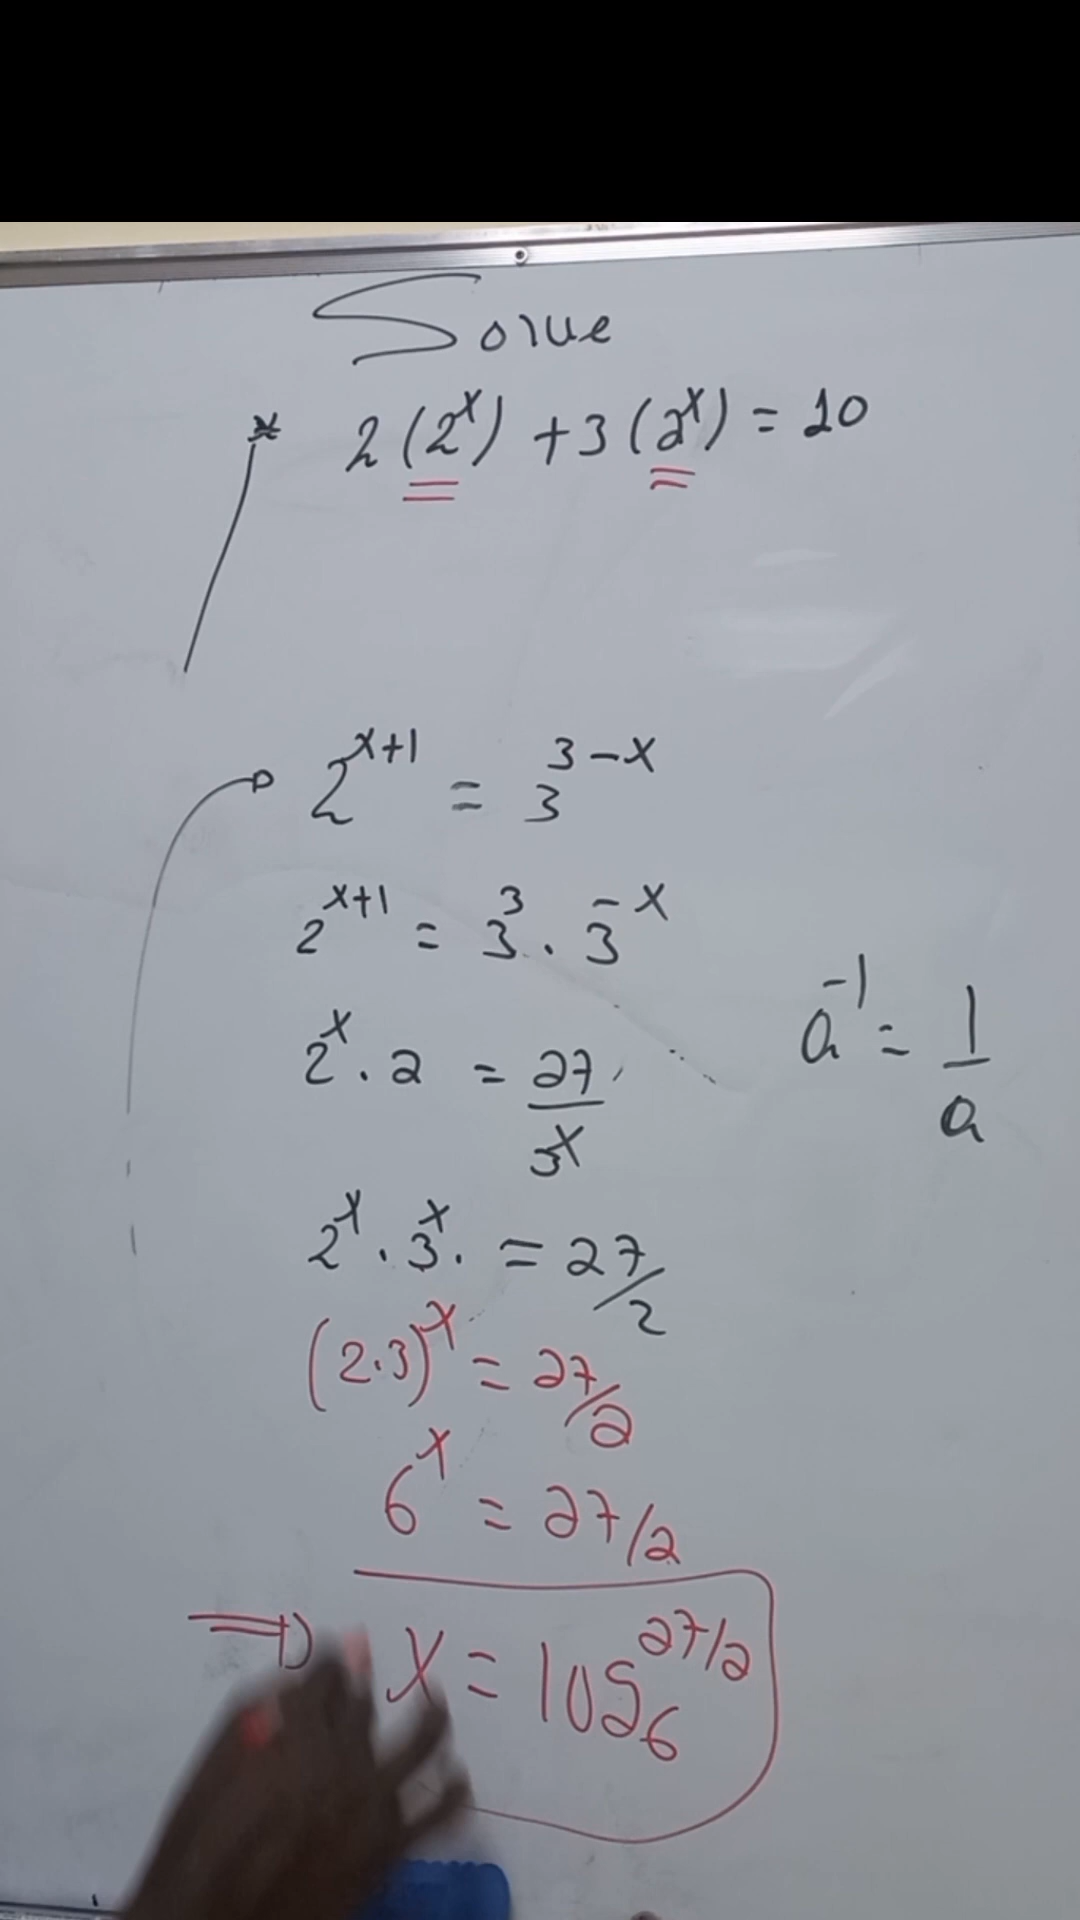 Solve
* 2(2^x) + 3(2^x) = 10
2^{x+1} = 3^{3-x}
2^{x+1} = 3^3 . 3^{-x}
a^{-1} = 1/a
2^x . 2 = 27/3^x
2^x . 3^x . = 27/2
(2.3)^x = 27/2
6^x = 27/2
⇒ x = log_6^{27/2}